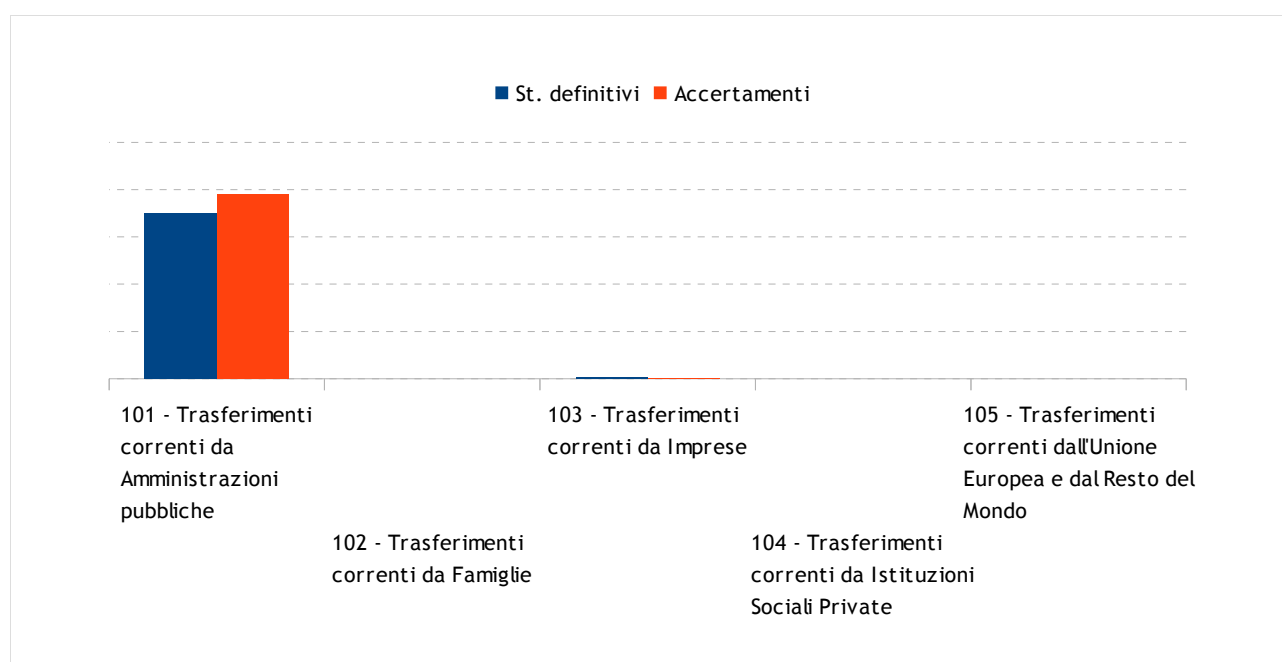 St. definitivi Accertamenti
101 - Trasferimenti
correnti da
Amministrazioni
pubbliche
102 - Trasferimenti
correnti da Famiglie
103 - Trasferimenti
correnti da Imprese
104 - Trasferimenti
correnti da Istituzioni
Sociali Private
105 - Trasferimenti
correnti dall'Unione
Europea e dal Resto del
Mondo